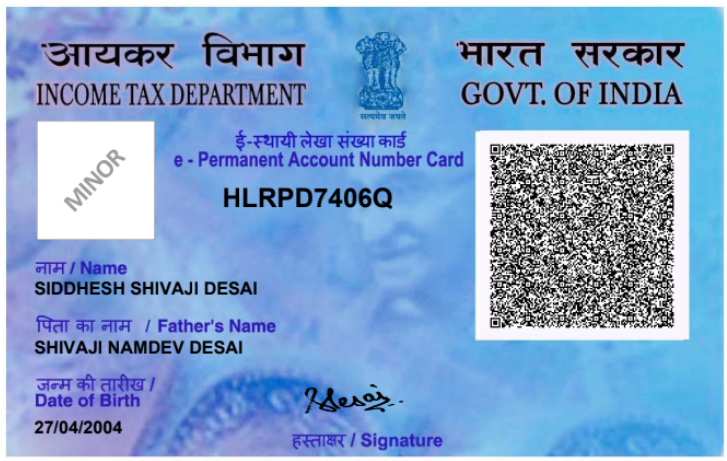 आयकर विभाग
INCOME TAX DEPARTMENT
सत्यमेव जयते
भारत सरकार
GOVT. OF INDIA
ई-स्थायी लेखा संख्या कार्ड
e - Permanent Account Number Card
HLRPD7406Q
MINOR
नाम / Name
SIDDHESH SHIVAJI DESAI
पिता का नाम / Father's Name
SHIVAJI NAMDEV DESAI
जन्म की तारीख /
Date of Birth
27/04/2004
हस्ताक्षर / Signature